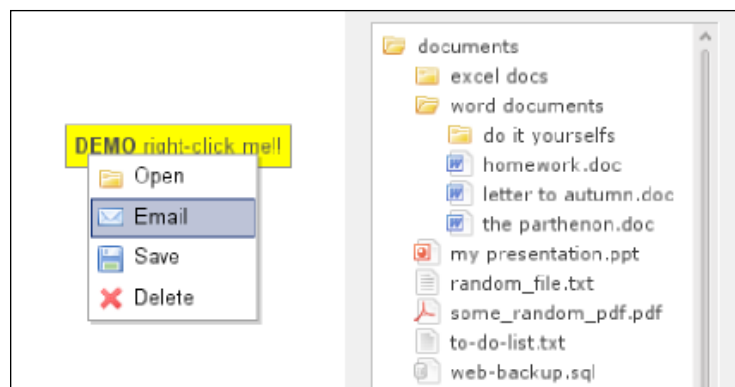 DEMO right-click me!!
Open
Email
Save
Delete
documents
excel docs
word documents
do it yourselfs
homework.doc
letter to autumn.doc
the parthenon.doc
my presentation.ppt
random_file.txt
some_random_pdf.pdf
to-do-list.txt
web-backup.sql